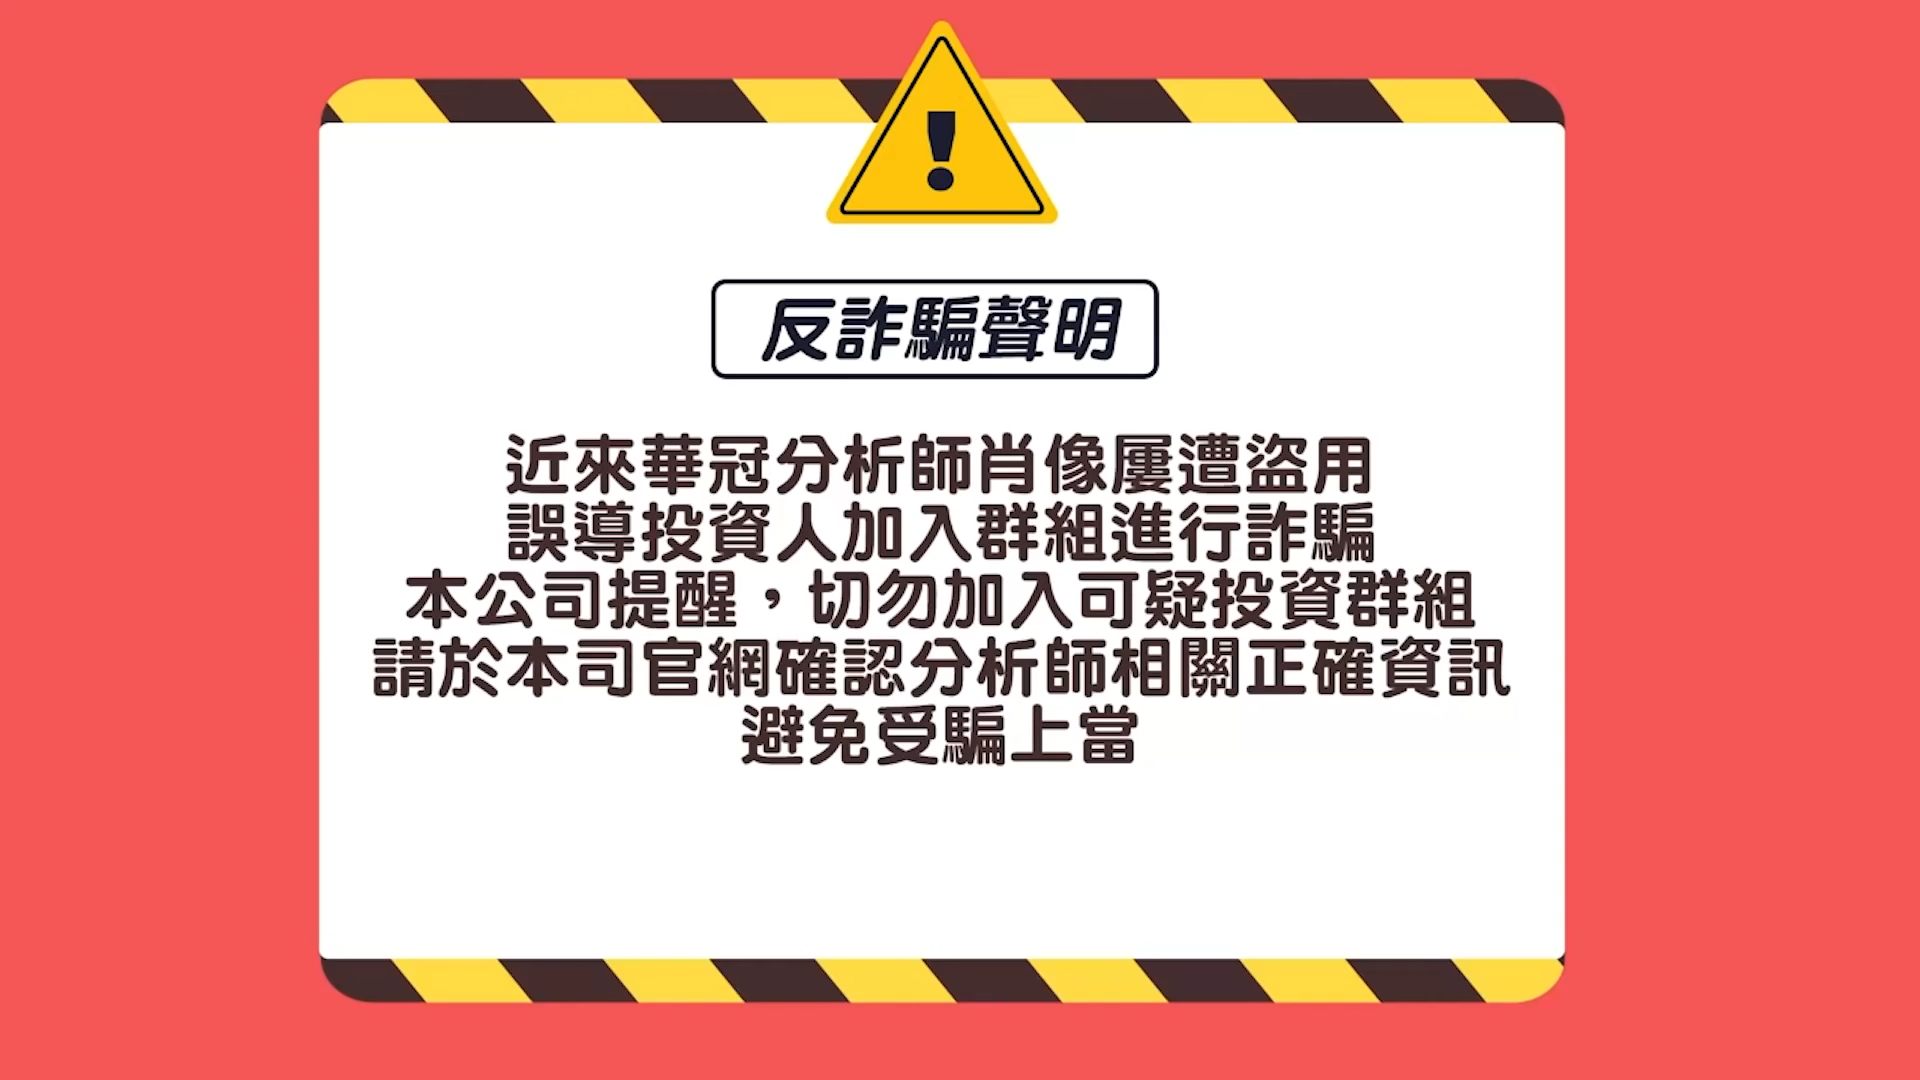 反詐騙聲明
近來華冠分析師肖像屢遭盜用
誤導投資人加入群組進行詐騙
本公司提醒，切勿加入可疑投資群組
請於本司官網確認分析師相關正確資訊
避免受騙上當